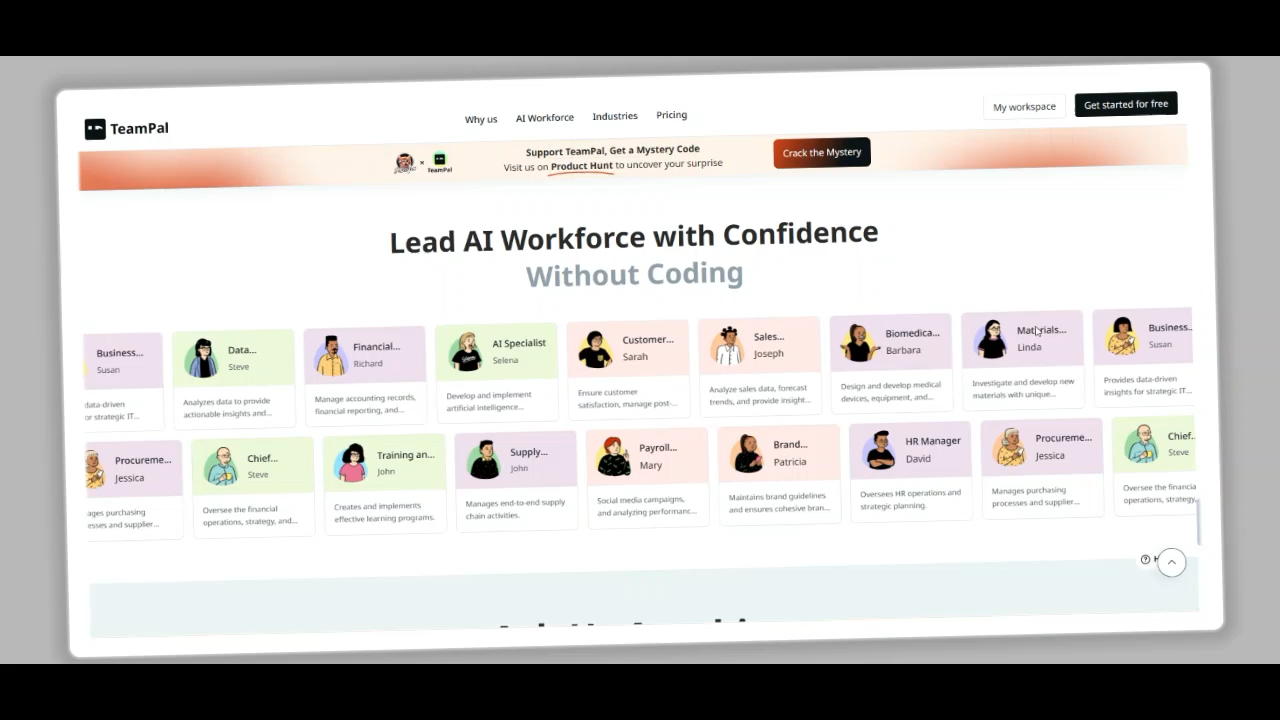 TeamPal
Why us
AI Workforce
Industries
Pricing
My workspace
Get started for free
TeamPal
Support TeamPal, Get a Mystery Code
Visit us on Product Hunt to uncover your surprise
Crack the Mystery
Lead AI Workforce with Confidence
Without Coding
Business...
Susan
data-driven
or strategic IT...
Data...
Steve
Analyzes data to provide
actionable insights and...
Financial...
Richard
Manage accounting records,
financial reporting, and...
AI Specialist
Selena
Develop and implement
artificial intelligence...
Customer...
Sarah
Ensure customer
satisfaction, manage post-...
Sales...
Joseph
Analyze sales data, forecast
trends, and provide insight...
Biomedica...
Barbara
Design and develop medical
devices, equipment, and...
Materials...
Linda
Investigate and develop new
materials with unique...
Business...
Susan
Provides data-driven
insights for strategic IT...
Procureme...
Jessica
ages purchasing
esses and supplier...
Chief...
Steve
Oversee the financial
operations, strategy, and...
Training an...
John
Creates and implements
effective learning programs.
Supply...
John
Manages end-to-end supply
chain activities.
Payroll...
Mary
Social media campaigns,
and analyzing performanc...
Brand...
Patricia
Maintains brand guidelines
and ensures cohesive bran...
HR Manager
David
Oversees HR operations and
strategic planning.
Procureme...
Jessica
Manages purchasing
processes and supplier...
Chief...
Steve
Oversee the financia
operations, strategy,